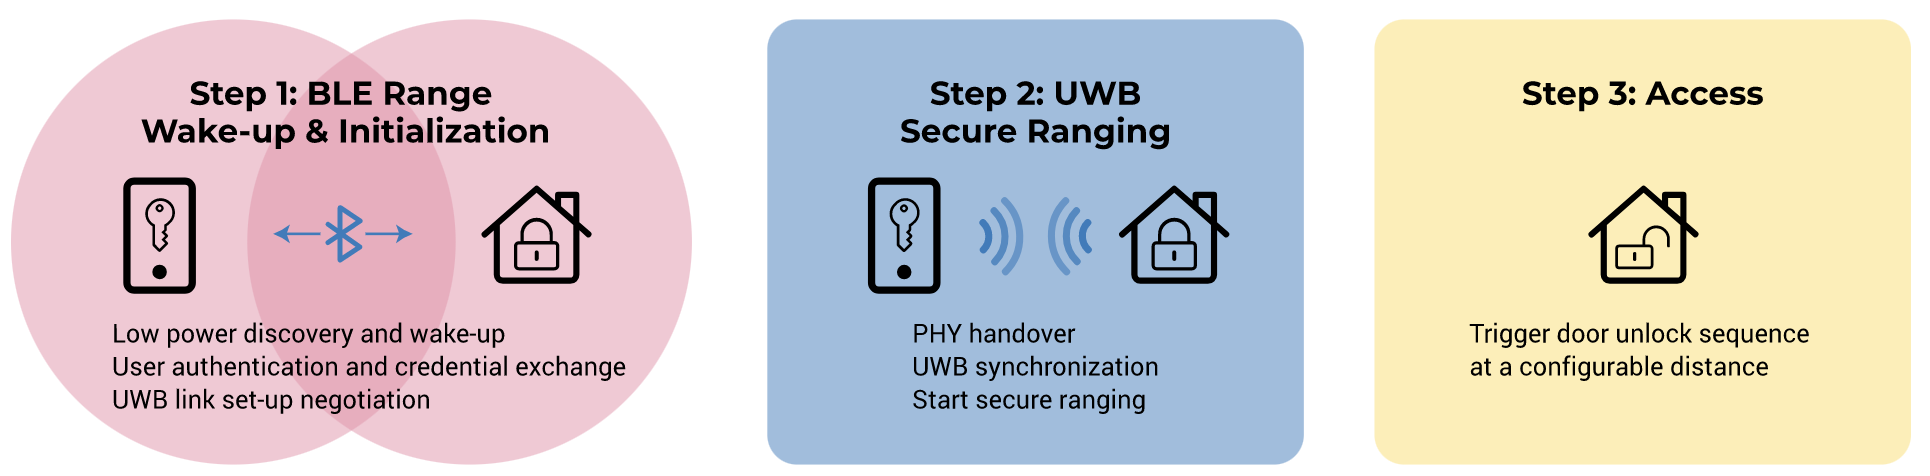 Step 1: BLE Range
Wake-up & Initialization
Low power discovery and wake-up
User authentication and credential exchange
UWB link set-up negotiation
Step 2: UWB
Secure Ranging
PHY handover
UWB synchronization
Start secure ranging
Step 3: Access
Trigger door unlock sequence
at a configurable distance